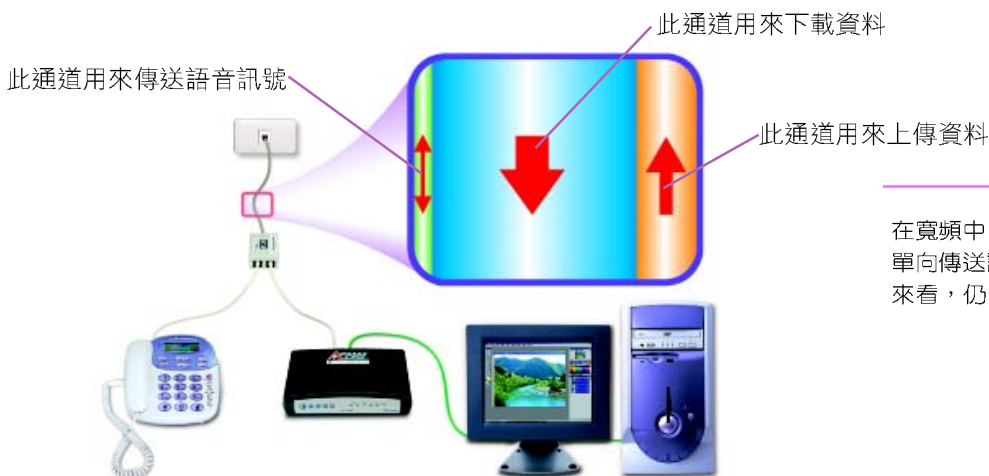 此通道用來下載資料
此通道用來傳送語音訊號
此通道用來上傳資料
在寬頻中
單向傳送
來看，仍